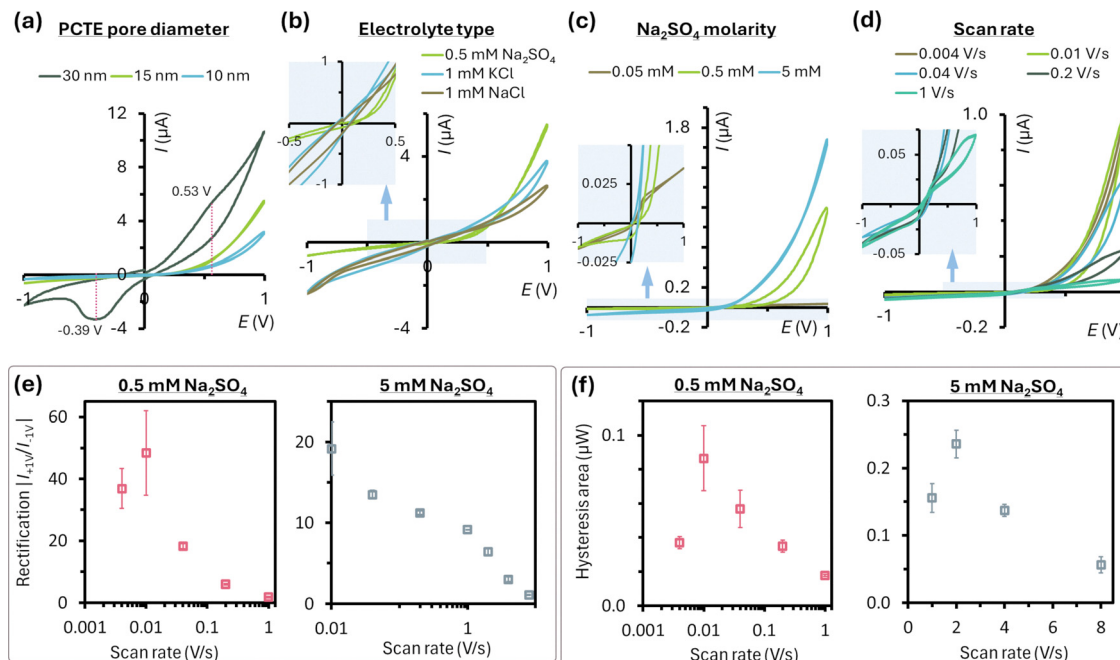 (a) PCTE pore diameter
30 nm 15 nm 10 nm
12
I (µA)
8
4
0
-4
-1
0
1
E (V)
0.53 V
-0.39 V
(b) Electrolyte type
0.5 mM Na₂SO₄
1 mM KCl
1 mM NaCl
1
-0.5
0
0.5
-1
I (µA)
4
-1
0
1
E (V)
-4
(c) Na₂SO₄ molarity
0.05 mM 0.5 mM 5 mM
I (µA)
1.8
0.025
-1
1
-0.025
0.2
-0.2
-1
0
1
E (V)
(d) Scan rate
0.004 V/s 0.01 V/s
0.04 V/s 0.2 V/s
1 V/s
1.0
I (µA)
0.05
-1
1
-0.05
-1
0
-0.2
E (V)
(e) 0.5 mM Na₂SO₄
Rectification |I₊₁ᵥ/I₋₁ᵥ|
60
40
20
0
0.001 0.01 0.1 1
Scan rate (V/s)
5 mM Na₂SO₄
20
10
0
0.01 1
Scan rate (V/s)
(f) 0.5 mM Na₂SO₄
Hysteresis area (µW)
0.1
0.0
0.001 0.01 0.1 1
Scan rate (V/s)
5 mM Na₂SO₄
0.3
0.2
0.1
0.0
0 2 4 6 8
Scan rate (V/s)